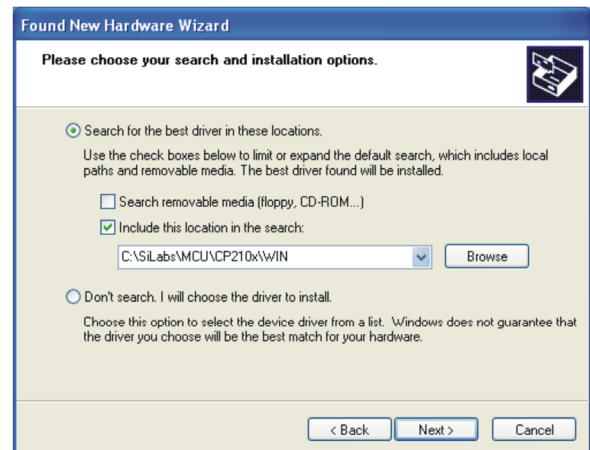 Found New Hardware Wizard
Please choose your search and installation options.
Search for the best driver in these locations.
Use the check boxes below to limit or expand the default search, which includes local
paths and removable media. The best driver found will be installed.
Search removable media (floppy, CD-ROM...)
Include this location in the search:
C:\SiLabs\MCU\CP210x\WIN
Browse
Don't search. I will choose the driver to install.
Choose this option to select the device driver from a list. Windows does not guarantee that
the driver you choose will be the best match for your hardware.
< Back Next > Cancel